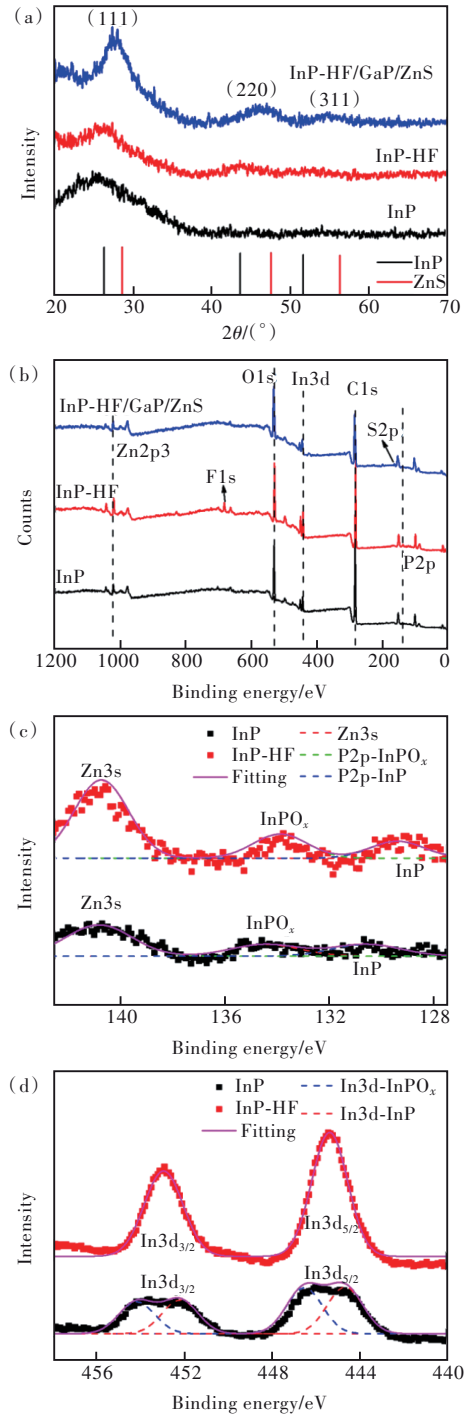 (a)
(111)
(220)
InP-HF/GaP/ZnS
(311)
InP-HF
InP
InP
ZnS
Intensity
20 30 40 50 60 70
2θ/(°)
(b)
O1s In3d C1s
InP-HF/GaP/ZnS
S2p
Zn2p3
F1s
InP-HF
P2p
InP
Counts
1200 1000 800 600 400 200 0
Binding energy/eV
(c)
InP Zn3s
InP-HF P2p-InPOₓ
Fitting P2p-InP
Zn3s
InPOₓ
InP
Zn3s
InPOₓ
InP
Intensity
140 136 132 128
Binding energy/eV
(d)
InP In3d-InPOₓ
InP-HF In3d-InP
Fitting
In3d₃/₂ In3d₅/₂
In3d₃/₂ In3d₅/₂
Intensity
456 452 448 444 440
Binding energy/eV